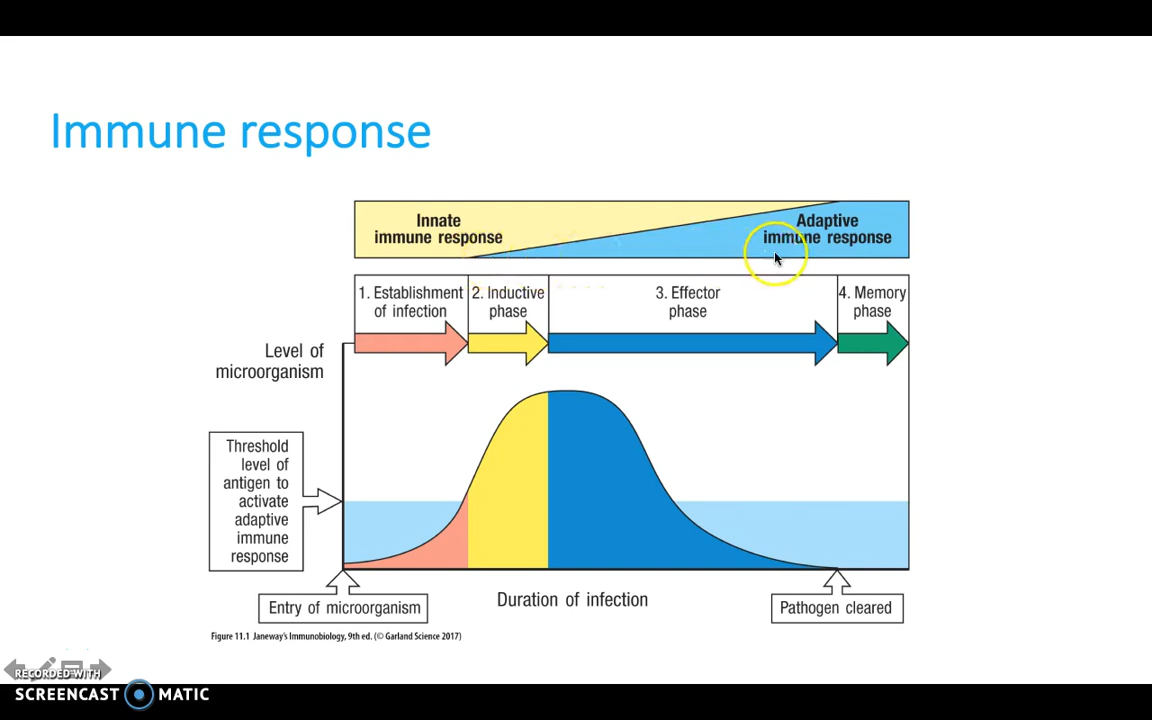 Immune response
Innate
immune response
Adaptive
immune response
1. Establishment
of infection
2. Inductive
phase
3. Effector
phase
4. Memory
phase
Level of
microorganism
Threshold
level of
antigen to
activate
adaptive
immune
response
Entry of microorganism
Duration of infection
Pathogen cleared
Figure 11.1 Janeway's Immunobiology, 9th ed. (© Garland Science 2017)
RECORDED WITH
SCREENCAST MATIC